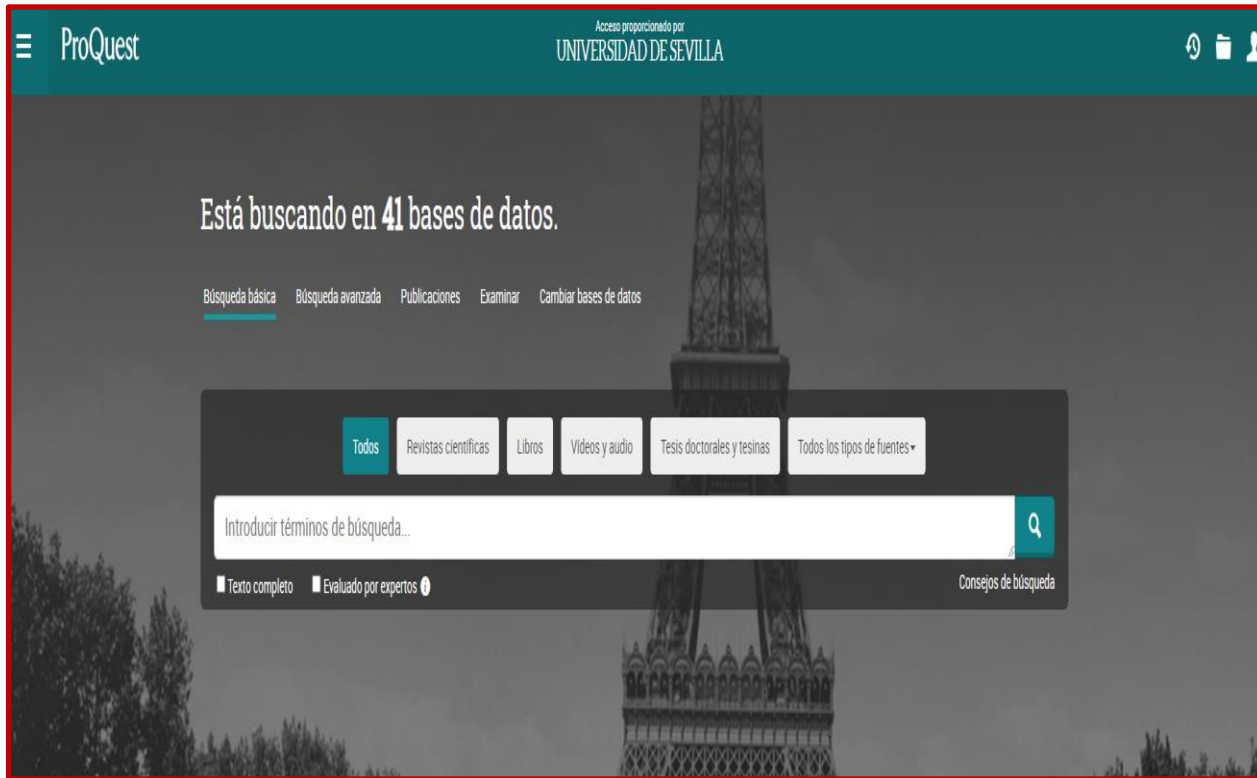 ProQuest
Acceso proporcionado por
UNIVERSIDAD DE SEVILLA
Está buscando en 41 bases de datos.
Búsqueda básica Búsqueda avanzada Publicaciones Examinar Cambiar bases de datos
Todos Revistas científicas Libros Vídeos y audio Tesis doctorales y tesinas Todos los tipos de fuentes
Introducir términos de búsqueda...
Texto completo Evaluado por expertos
Consejos de búsqueda